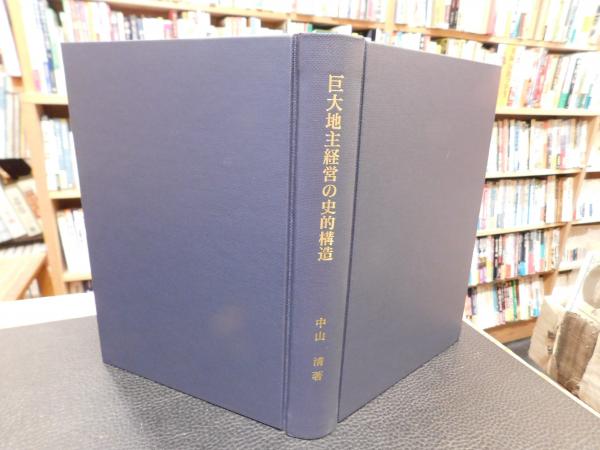 巨大地主経営の史的構造
中山 清 著